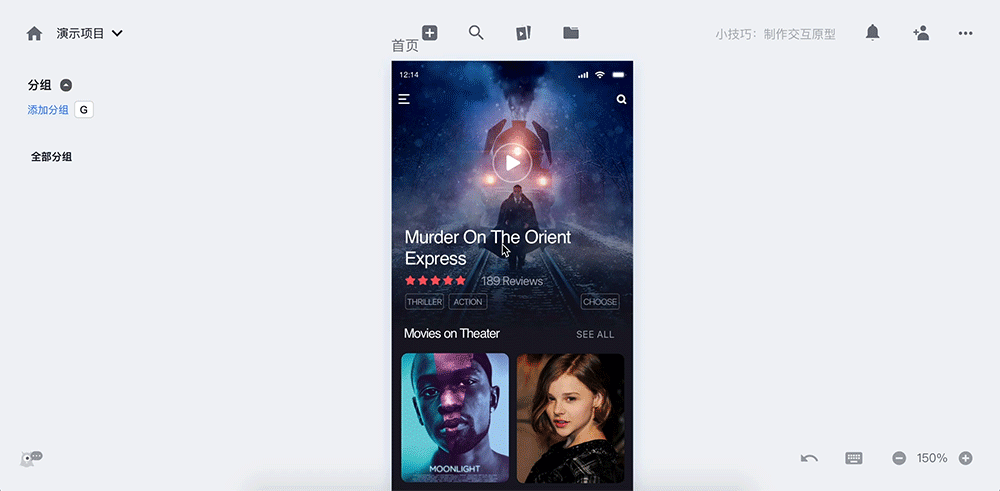 演示项目
小技巧：制作交互原型
首页
分组
添加分组 G
全部分组
12:14
Murder On The Orient
Express
189 Reviews
THRILLER
ACTION
CHOOSE
Movies on Theater
SEE ALL
MOONLIGHT
150%